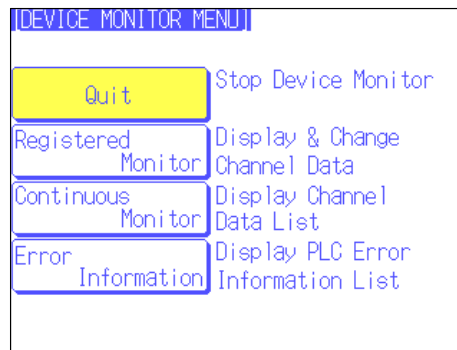 [DEVICE MONITOR MENU]
Quit
Stop Device Monitor
Registered
Monitor
Display & Change
Channel Data
Continuous
Monitor
Display Channel
Data List
Error
Information
Display PLC Error
Information List